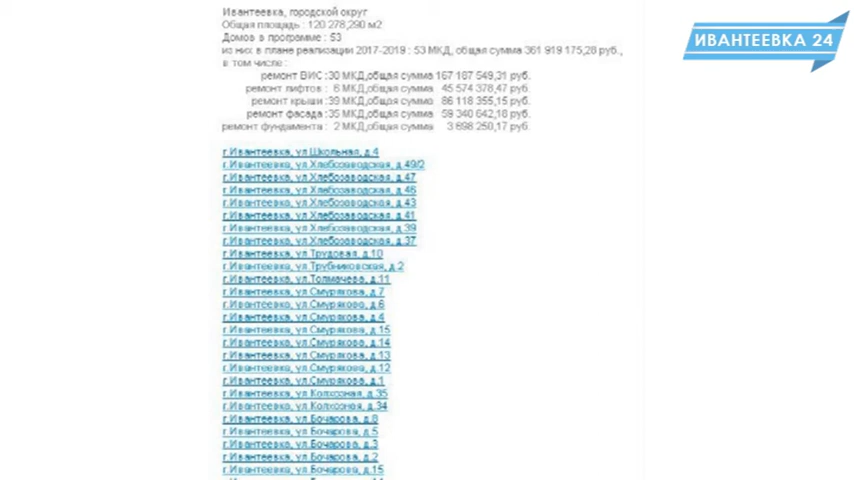 Ивантеевка, городской округ
Общая площадь : 120 278,290 м2
Домов в программе : 53
из них в плане реализации 2017-2019 : 53 МКД, общая сумма 361 919 175,28 руб.,
в том числе :
ремонт ВИС: 30 МКД,общая сумма 167 187 549,31 руб.
ремонт лифтов : 6 МКД,общая сумма 45 574 378,47 руб.
ремонт крыши: 39 МКД,общая сумма 86 118 355,15 руб.
ремонт фасада: 35 МКД,общая сумма 59 340 642,18 руб.
ремонт фундамента : 2 МКД,общая сумма 3 698 250,17 руб.
г.Ивантеевка, ул.Школьная, д.4
г.Ивантеевка, ул.Хлебозаводская, д.49/2
г.Ивантеевка, ул.Хлебозаводская, д.47
г.Ивантеевка, ул.Хлебозаводская, д.46
г.Ивантеевка, ул.Хлебозаводская, д.43
г.Ивантеевка, ул.Хлебозаводская, д.41
г.Ивантеевка, ул.Хлебозаводская, д.39
г.Ивантеевка, ул.Хлебозаводская, д.37
г.Ивантеевка, ул.Трудовая, д.10
г.Ивантеевка, ул.Трубниковская, д.2
г.Ивантеевка, ул.Толмачева, д.11
г.Ивантеевка, ул.Смурякова, д.7
г.Ивантеевка, ул.Смурякова, д.6
г.Ивантеевка, ул.Смурякова, д.4
г.Ивантеевка, ул.Смурякова, д.15
г.Ивантеевка, ул.Смурякова, д.14
г.Ивантеевка, ул.Смурякова, д.13
г.Ивантеевка, ул.Смурякова, д.12
г.Ивантеевка, ул.Смурякова, д.1
г.Ивантеевка, ул.Колхозная, д.35
г.Ивантеевка, ул.Колхозная, д.34
г.Ивантеевка, ул.Бочарова, д.8
г.Ивантеевка, ул.Бочарова, д.5
г.Ивантеевка, ул.Бочарова, д.3
г.Ивантеевка, ул.Бочарова, д.2
г.Ивантеевка, ул.Бочарова, д.15
ИВАНТЕЕВКА 24